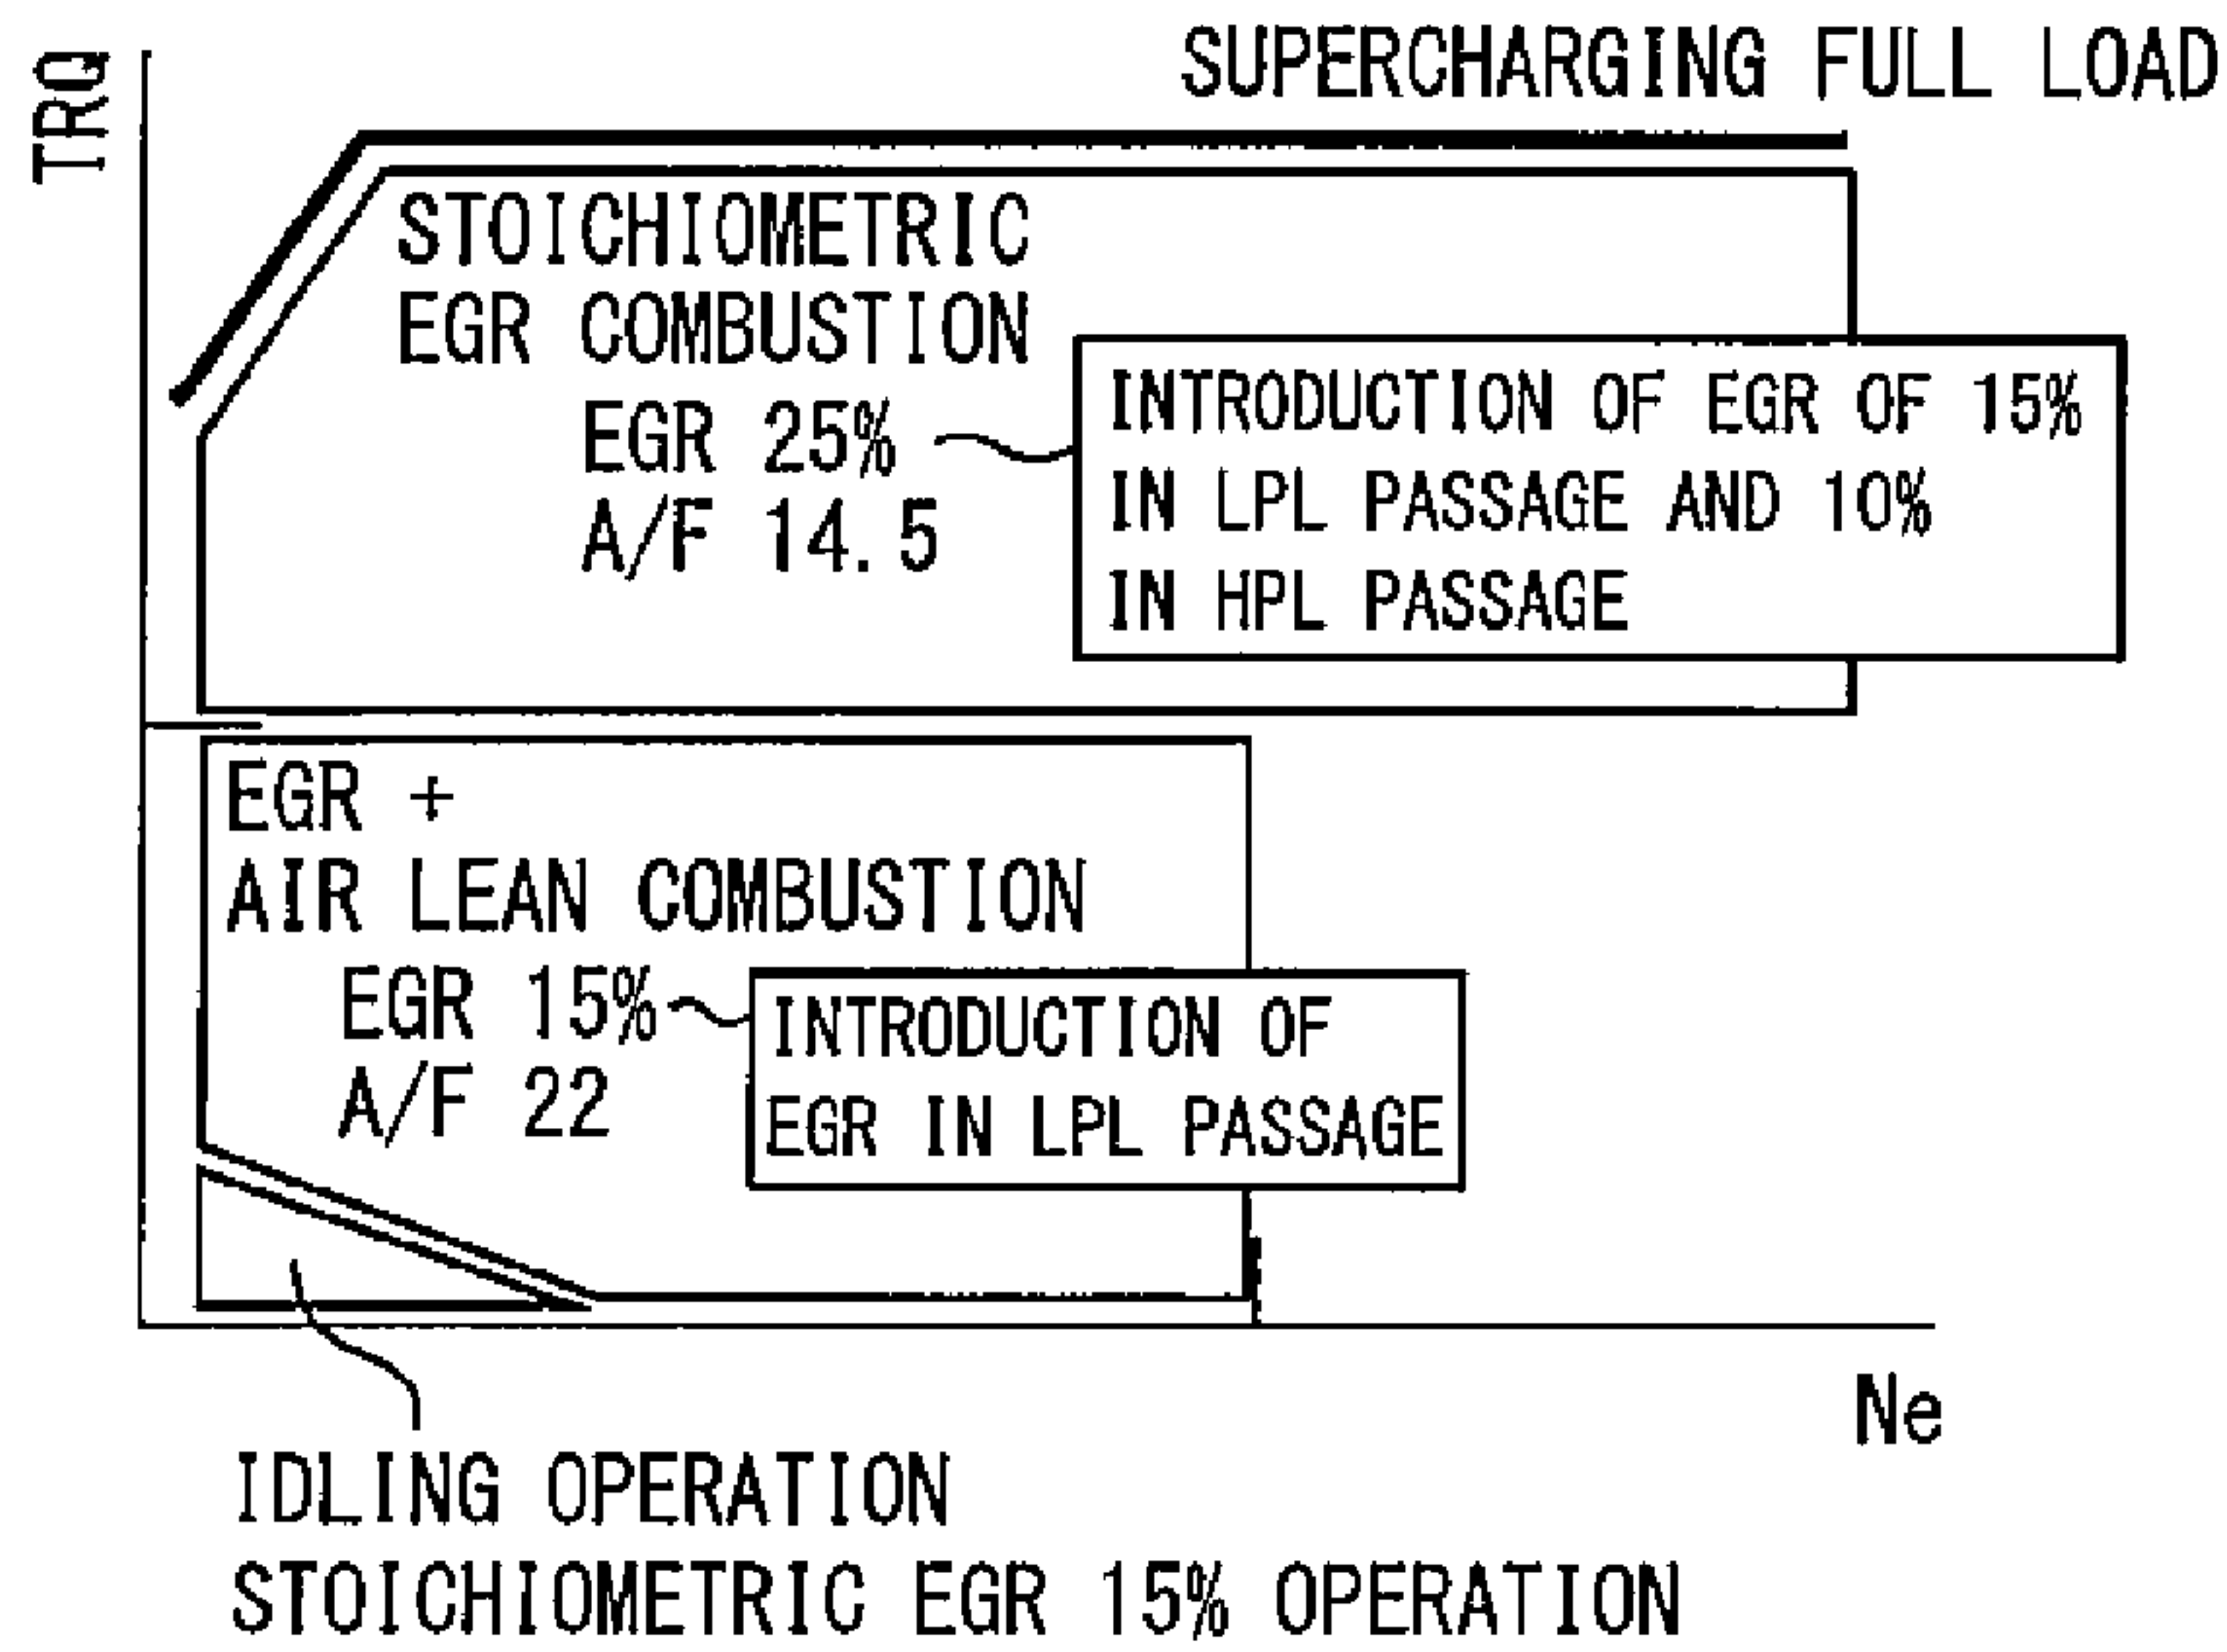 TRQ
SUPERCHARGING FULL LOAD
STOICHIOMETRIC
EGR COMBUSTION
EGR 25%
A/F 14.5
INTRODUCTION OF EGR OF 15%
IN LPL PASSAGE AND 10%
IN HPL PASSAGE
EGR +
AIR LEAN COMBUSTION
EGR 15%
A/F 22
INTRODUCTION OF
EGR IN LPL PASSAGE
Ne
IDLING OPERATION
STOICHIOMETRIC EGR 15% OPERATION